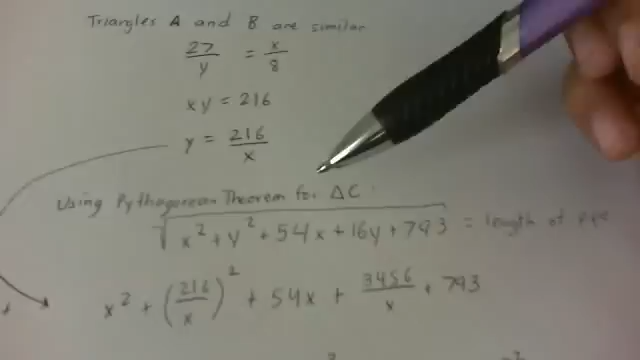 Triangles A and B are similar
27/y = x/8
xy = 216
y = 216/x
Using Pythagorean Theorem for ΔC
√(x² + y² + 54x + 16y + 793) = length of
x² + (216/x)² + 54x + 3456/x + 793